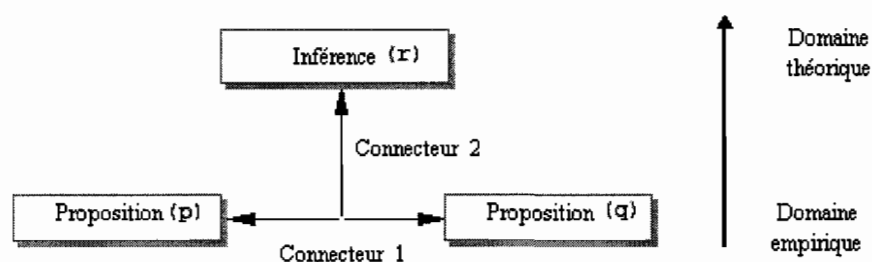 Inférence (r)
Domaine
théorique
Connecteur 2
Proposition (p)
Proposition (q)
Domaine
empirique
Connecteur 1